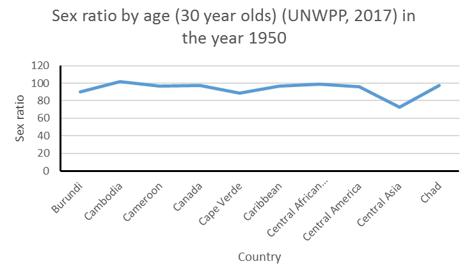 Sex ratio by age (30 year olds) (UNWPP, 2017) in
the year 1950
120
100
80
60
40
20
0
Sex ratio
Burundi
Cambodia
Cameroon
Canada
Cape Verde
Caribbean
Central African...
Central America
Central Asia
Chad
Country